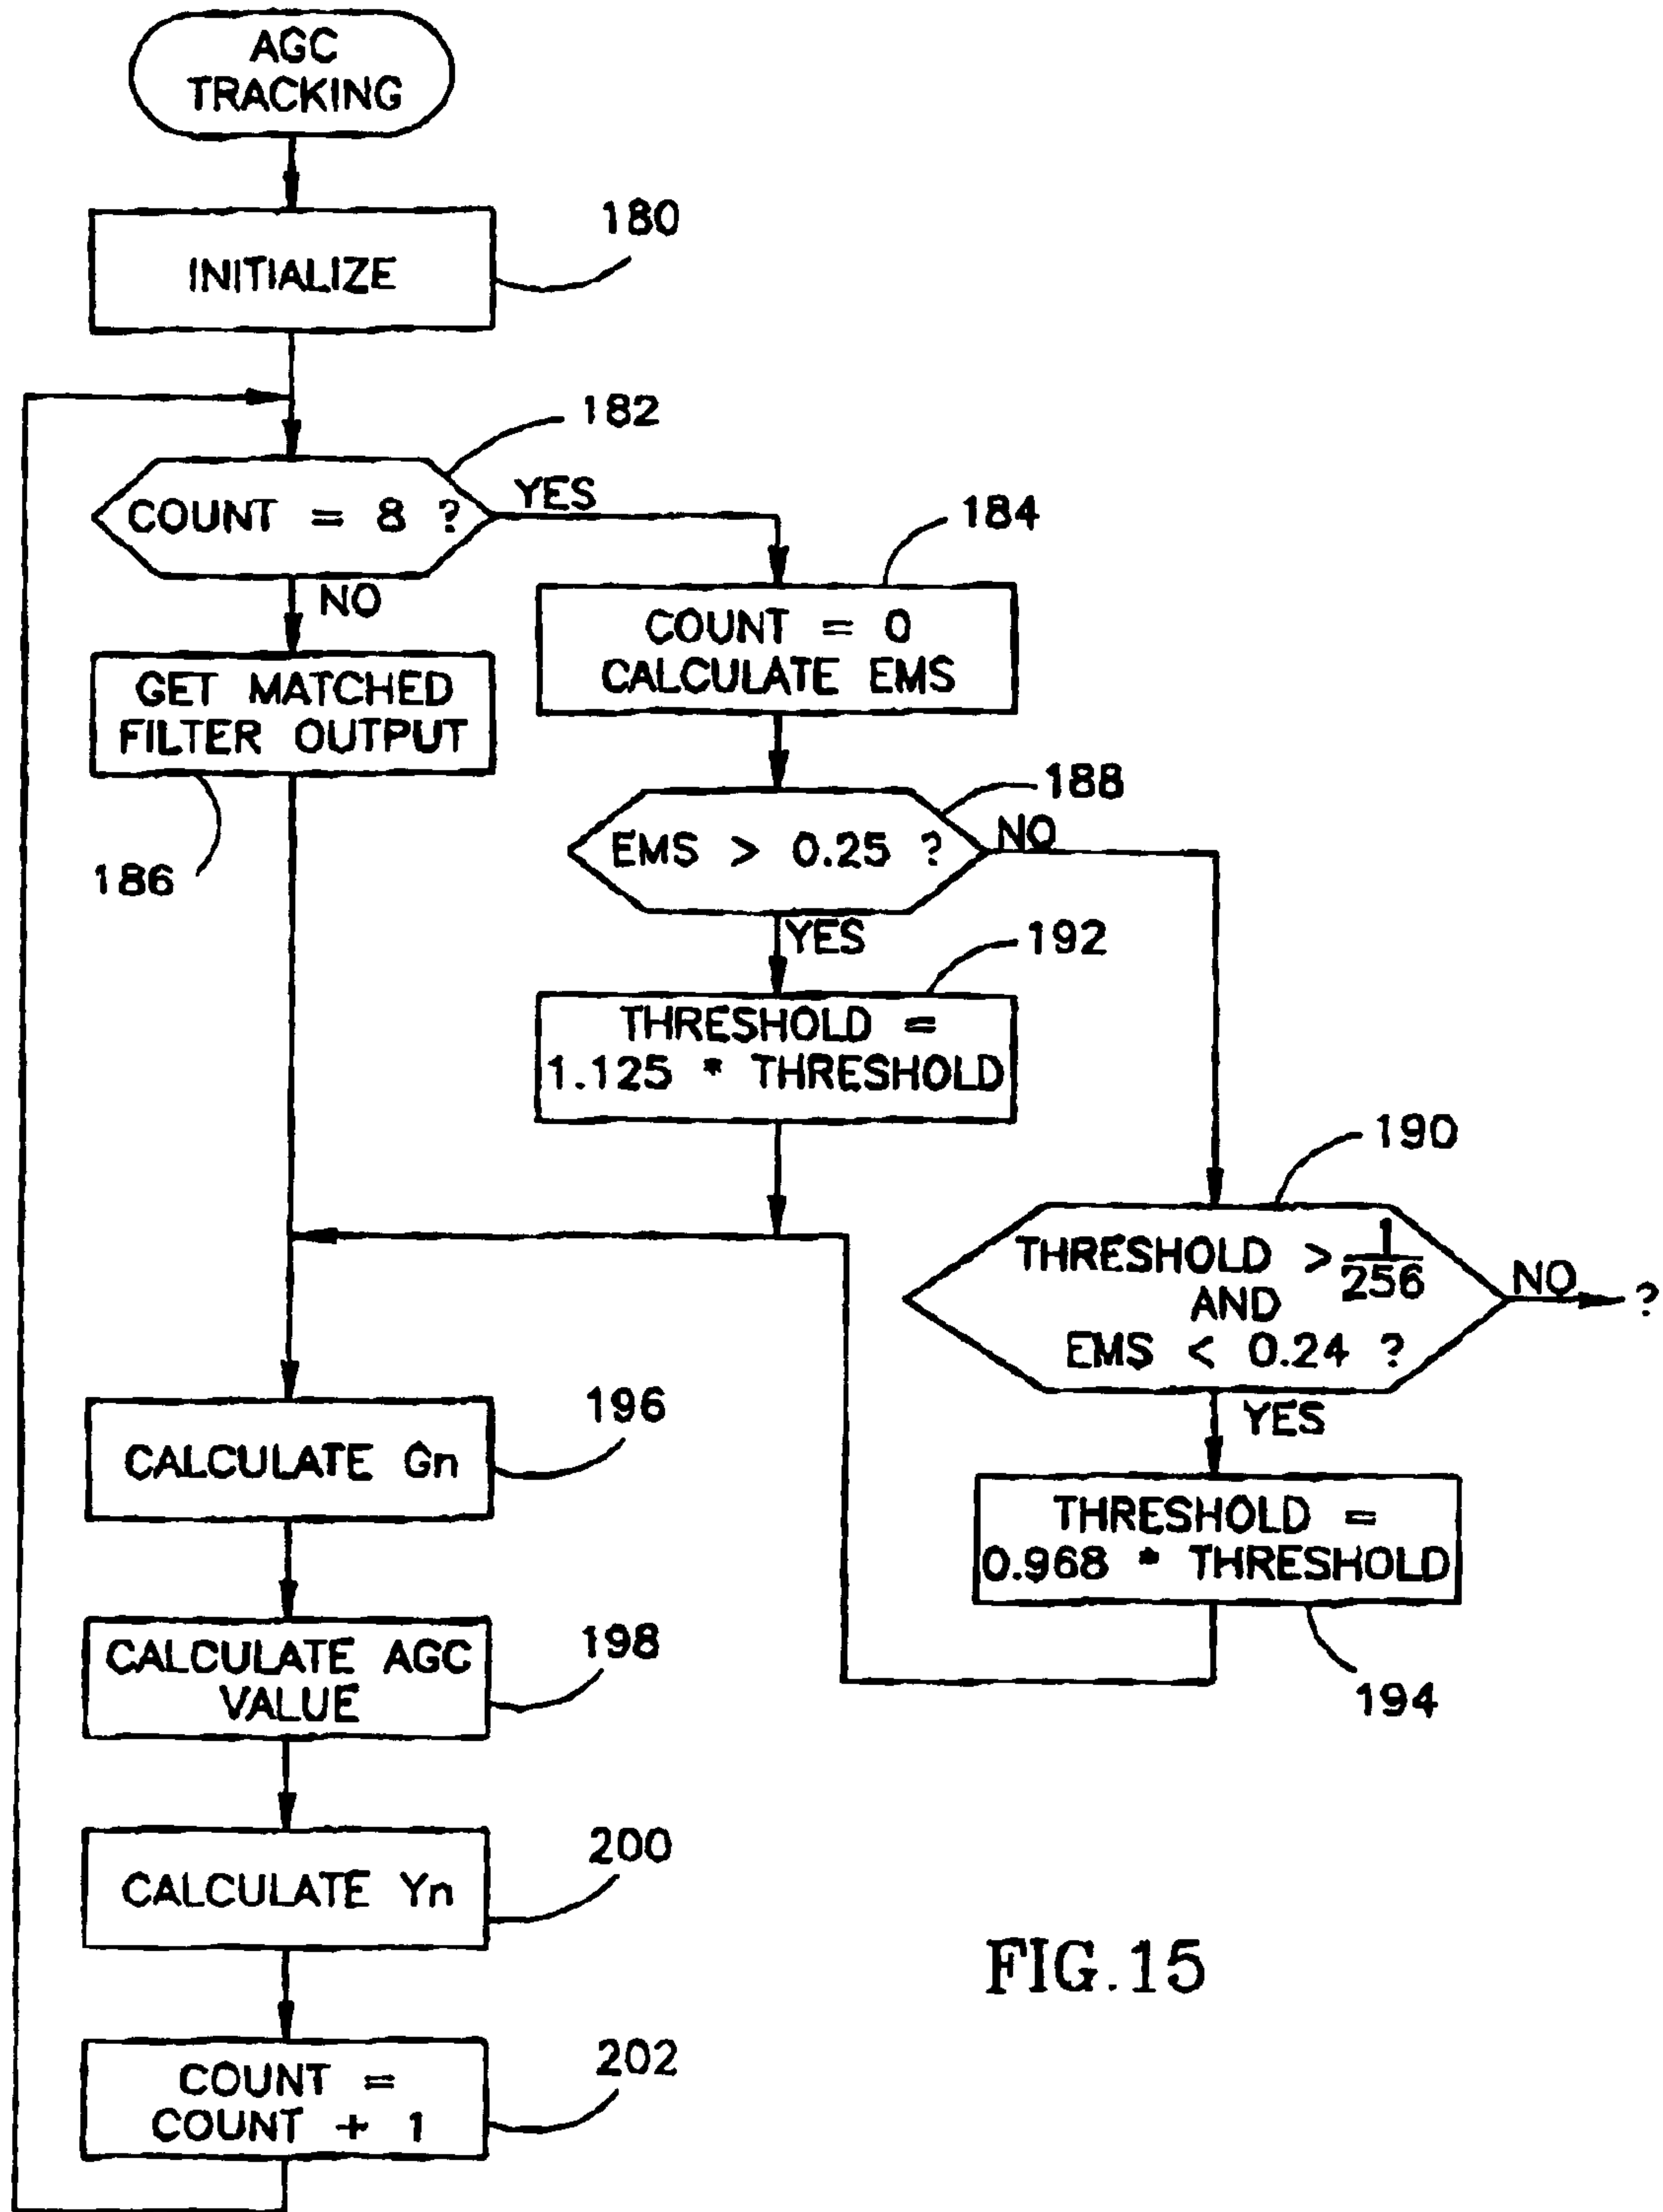 AGC
TRACKING
INITIALIZE
180
182
COUNT = 8 ?
YES
NO
184
COUNT = 0
CALCULATE EMS
GET MATCHED
FILTER OUTPUT
186
188
EMS > 0.25 ?
NO
YES
192
THRESHOLD =
1.125 * THRESHOLD
190
THRESHOLD > 1/256
AND
EMS < 0.24 ?
NO
?
YES
THRESHOLD =
0.968 * THRESHOLD
194
196
CALCULATE Ĝn
CALCULATE AGC
VALUE
198
CALCULATE Yn
200
COUNT =
COUNT + 1
202
FIG.15